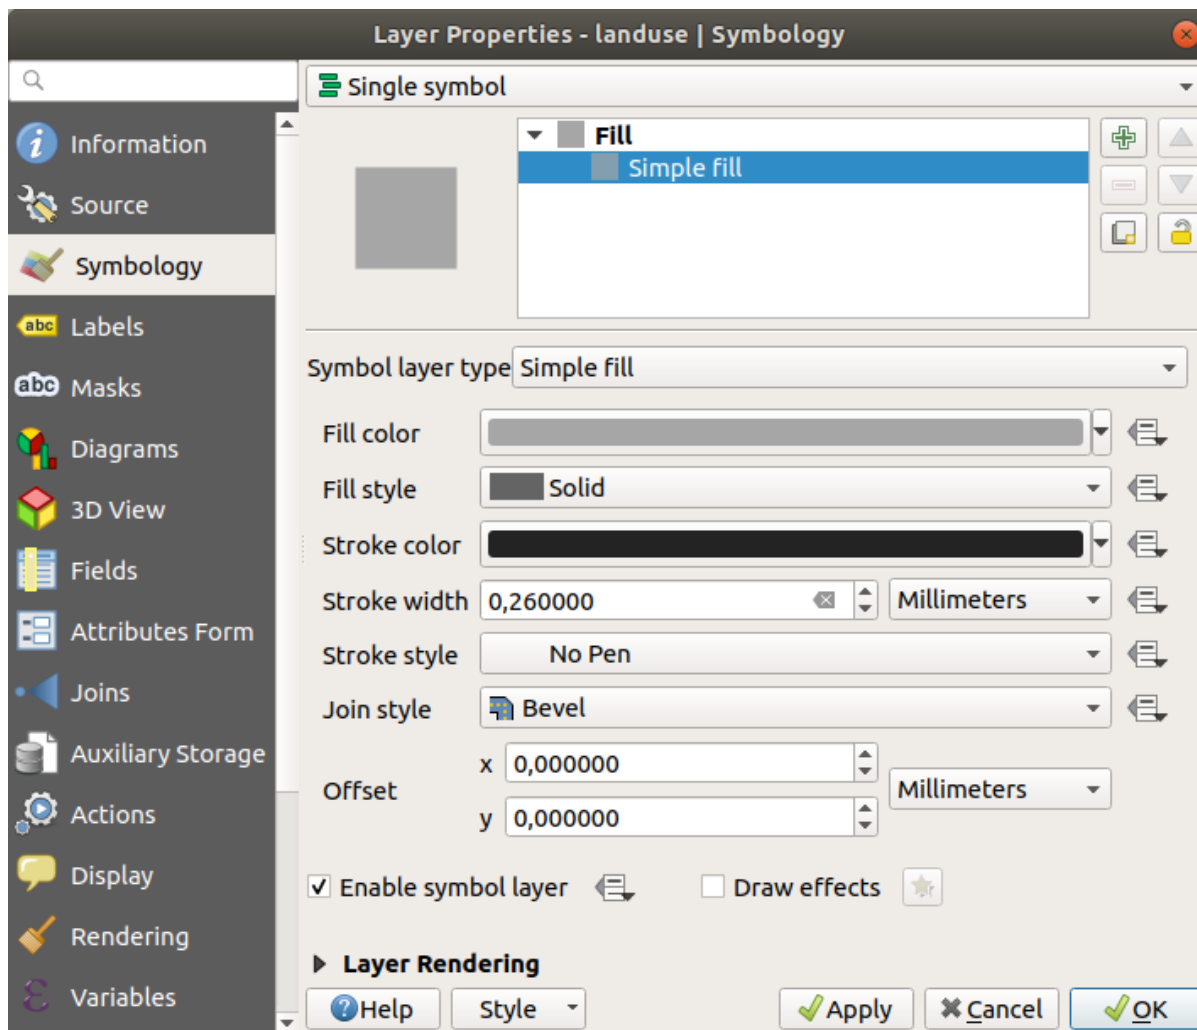 Layer Properties - landuse | Symbology
Single symbol
Information
Source
Symbology
abc Labels
abc Masks
Diagrams
3D View
Fields
Attributes Form
Joins
Auxiliary Storage
Actions
Display
Rendering
ε Variables
Fill
Simple fill
Symbol layer type Simple fill
Fill color
Fill style Solid
Stroke color
Stroke width 0,260000 Millimeters
Stroke style No Pen
Join style Bevel
Offset
x 0,000000
y 0,000000
Millimeters
Enable symbol layer Draw effects
Layer Rendering
Help Style Apply Cancel OK